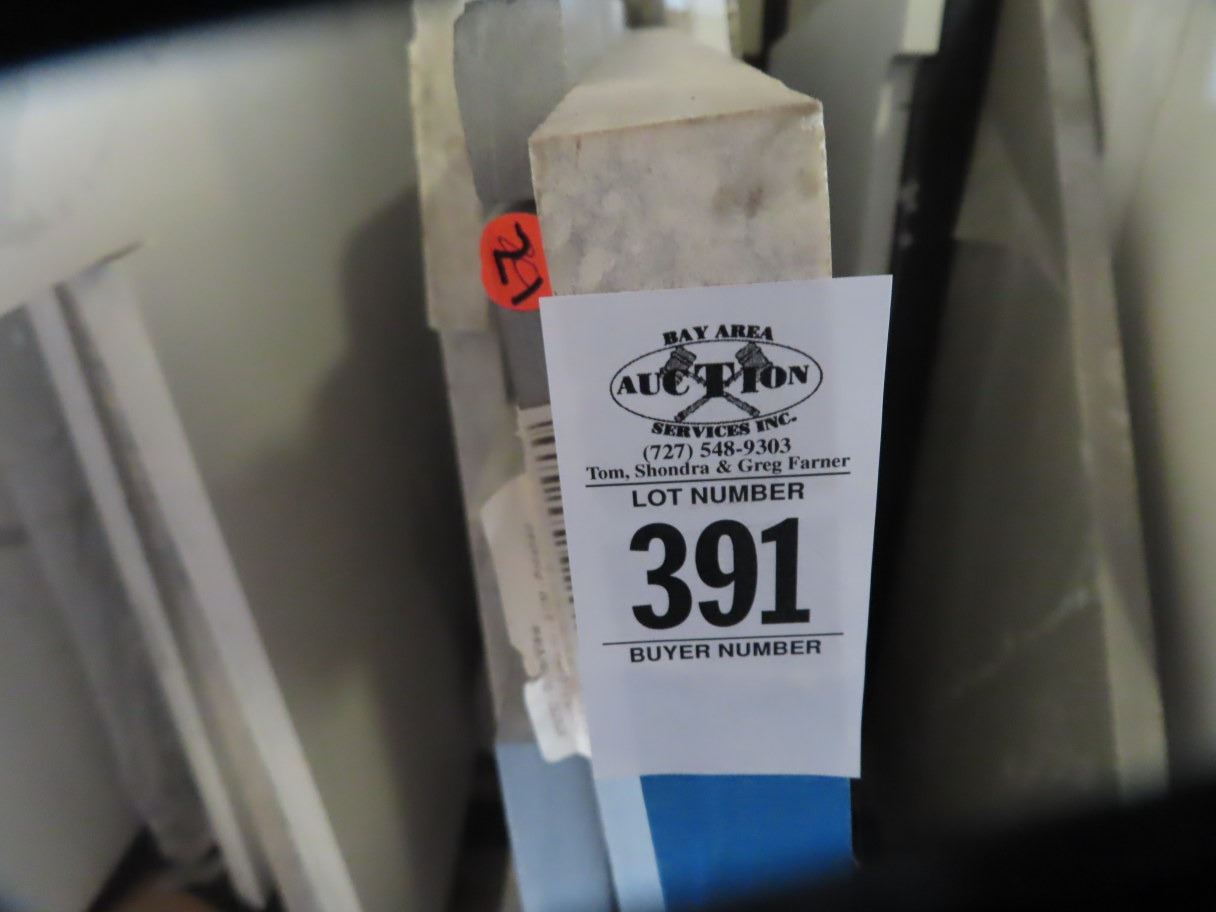 BAY AREA
AUCTION
SERVICES INC.
(727) 548-9303
Tom, Shondra & Greg Farner
LOT NUMBER
391
BUYER NUMBER